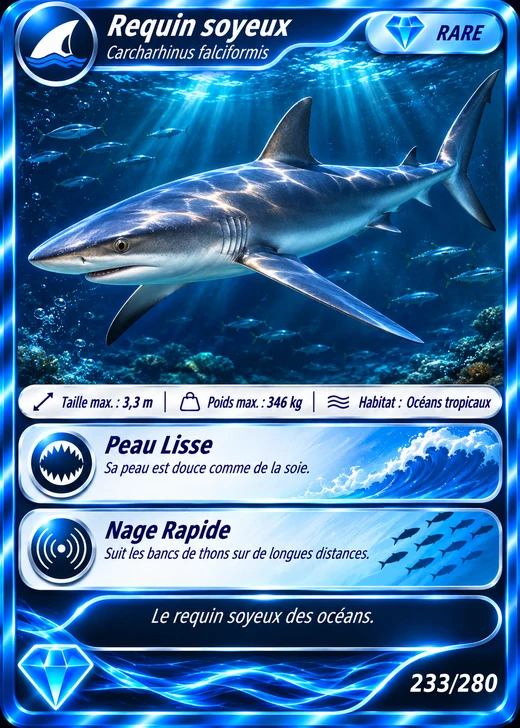 Requin soyeux
Carcharhinus falciformis
RARE
Taille max. : 3,3 m
Poids max. : 346 kg
Habitat : Océans tropicaux
Peau Lisse
Sa peau est douce comme de la soie.
Nage Rapide
Suit les bancs de thons sur de longues distances.
Le requin soyeux des océans.
233/280